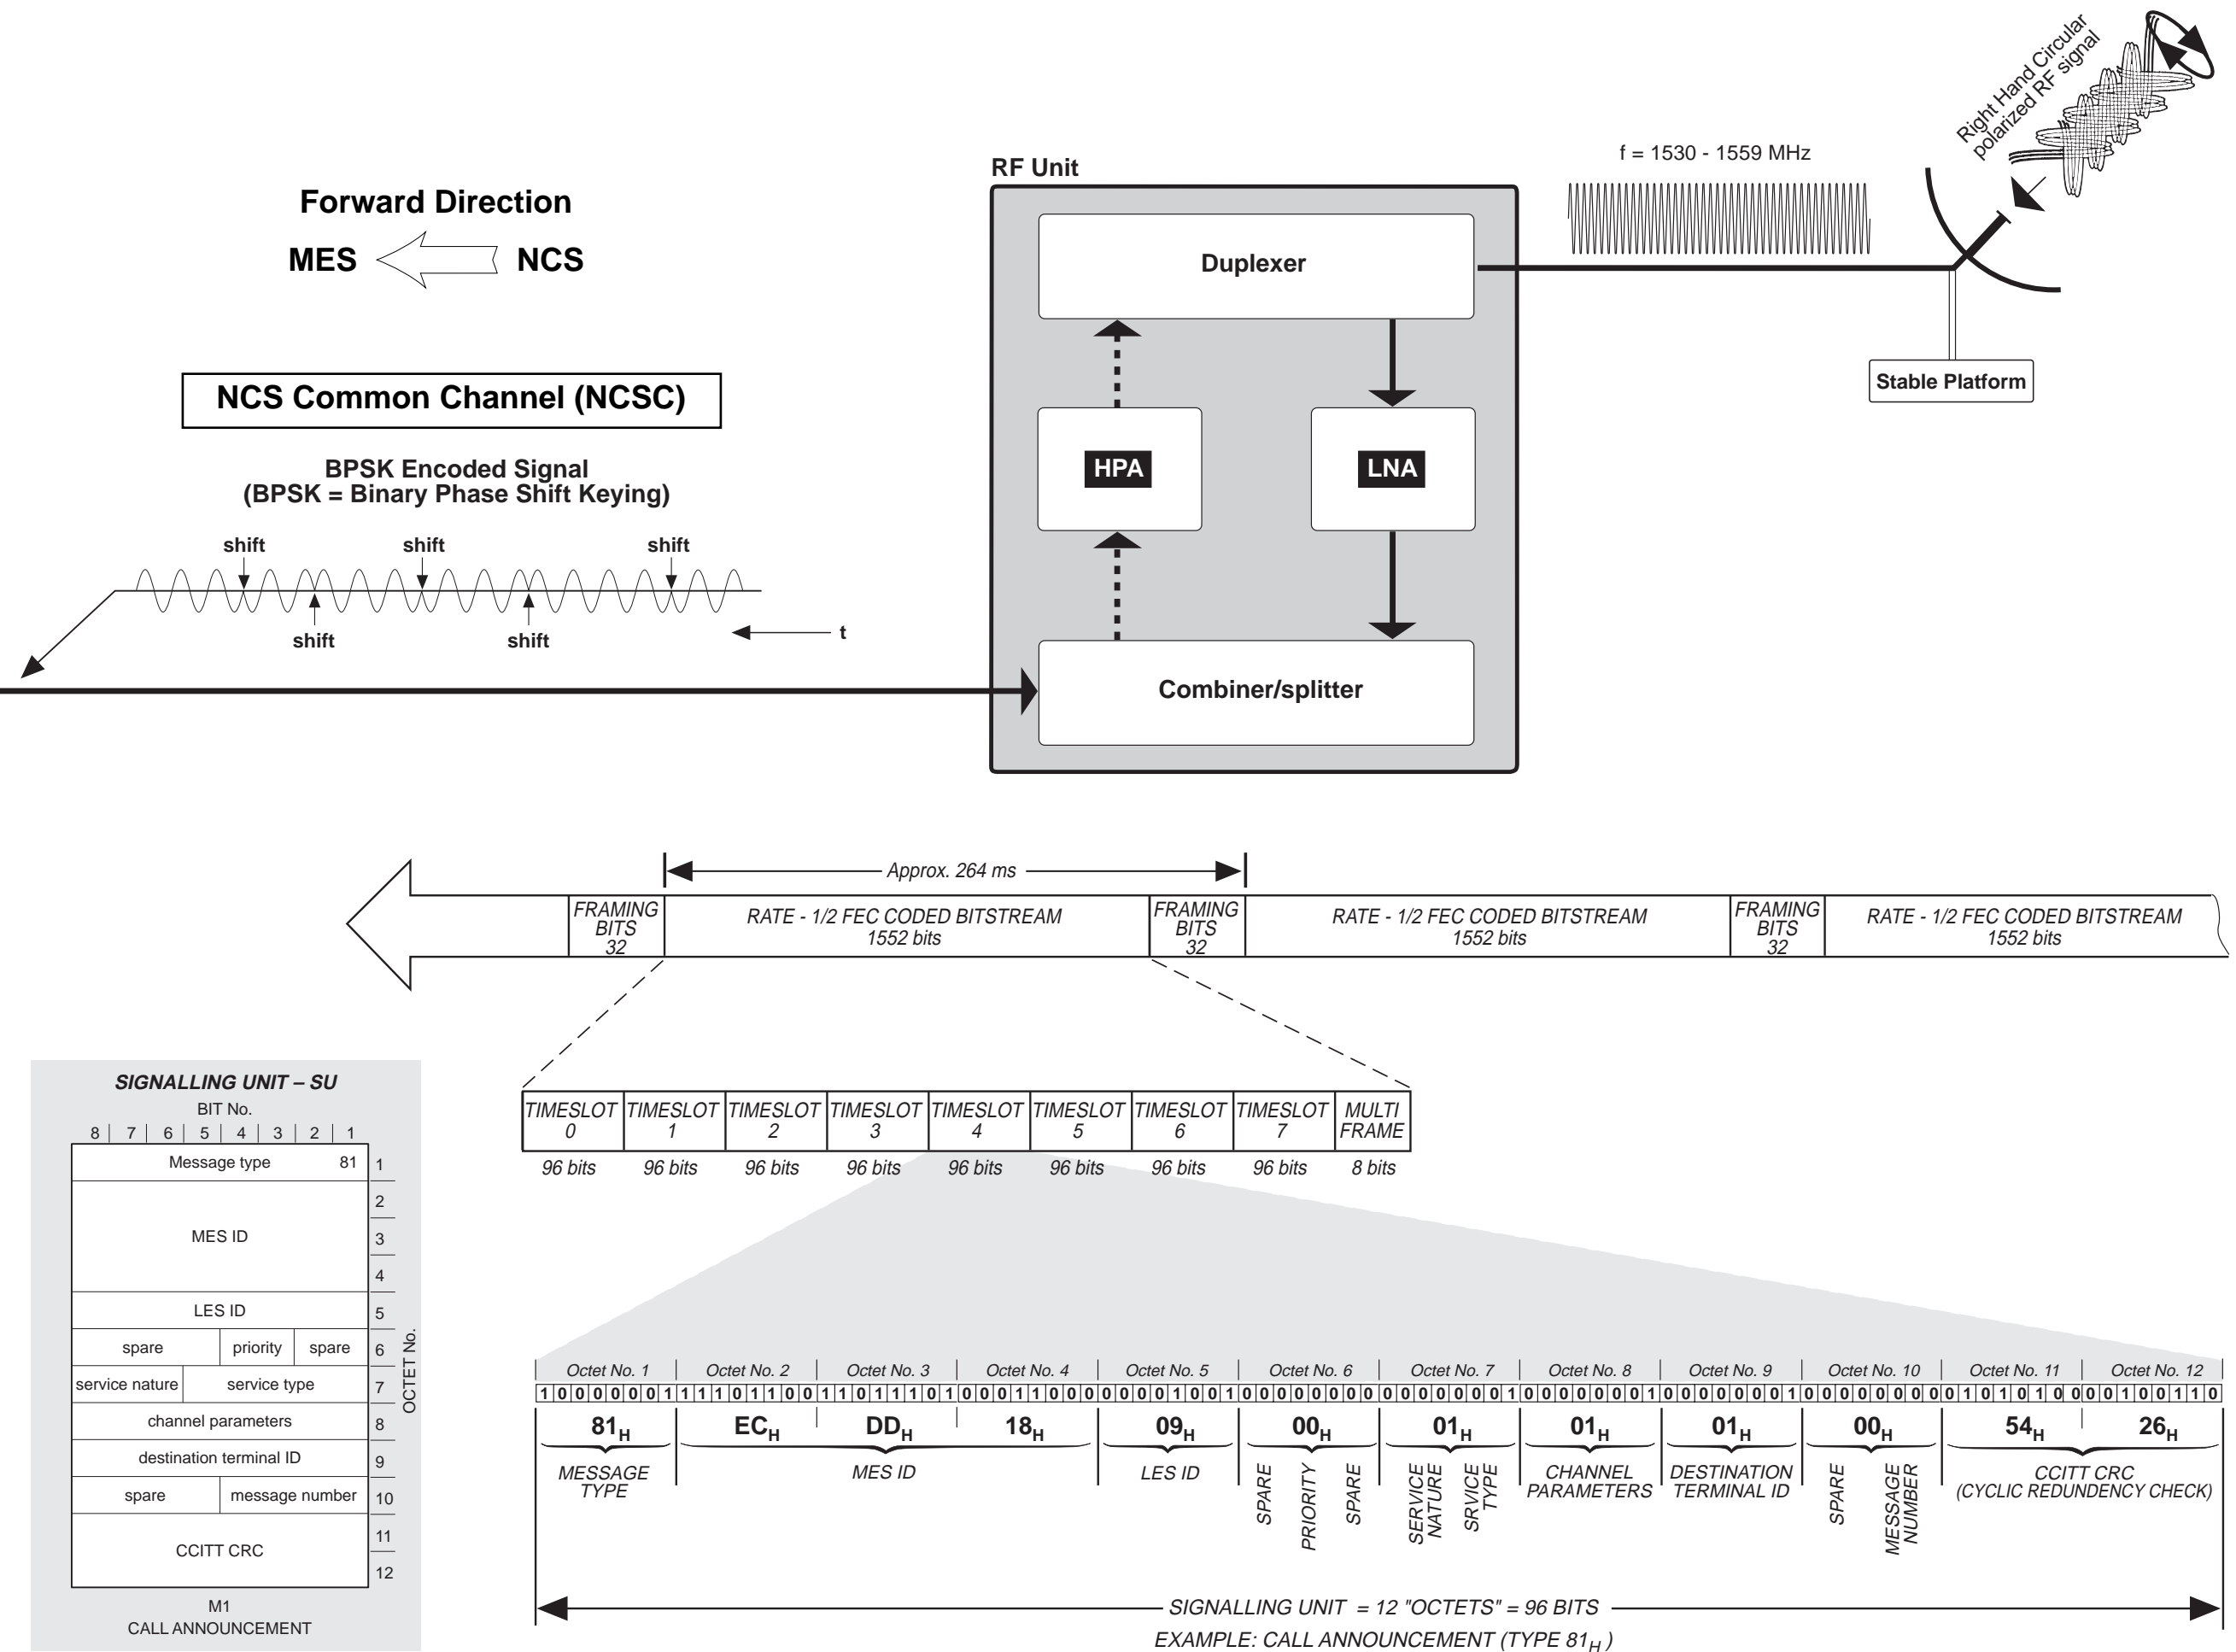 Right Hand Circular
polarized RF signal
f = 1530 - 1559 MHz
RF Unit
Forward Direction
MES NCS
Duplexer
Stable Platform
NCS Common Channel (NCSC)
BPSK Encoded Signal
(BPSK = Binary Phase Shift Keying)
HPA LNA
shift shift shift
shift shift
t
Combiner/splitter
Approx. 264 ms
FRAMING
BITS
32
RATE - 1/2 FEC CODED BITSTREAM
1552 bits
FRAMING
BITS
32
RATE - 1/2 FEC CODED BITSTREAM
1552 bits
FRAMING
BITS
32
RATE - 1/2 FEC CODED BITSTREAM
1552 bits
TIMESLOT TIMESLOT TIMESLOT TIMESLOT TIMESLOT TIMESLOT TIMESLOT TIMESLOT MULTI
0 1 2 3 4 5 6 7 FRAME
96 bits 96 bits 96 bits 96 bits 96 bits 96 bits 96 bits 96 bits 8 bits
SIGNALLING UNIT – SU
BIT No.
8 7 6 5 4 3 2 1
Message type 81 1
2
MES ID 3
4
LES ID 5
spare priority spare 6
service nature service type 7
channel parameters 8
destination terminal ID 9
spare message number 10
11
CCITT CRC
12
OCTET No.
M1
CALL ANNOUNCEMENT
Octet No. 1 Octet No. 2 Octet No. 3 Octet No. 4 Octet No. 5 Octet No. 6 Octet No. 7 Octet No. 8 Octet No. 9 Octet No. 10 Octet No. 11 Octet No. 12
1 0 0 0 0 0 0 1 1 1 1 0 1 1 0 0 1 1 0 1 1 1 0 1 0 0 0 1 1 0 0 0 0 0 0 0 1 0 0 1 0 0 0 0 0 0 0 0 0 0 0 0 0 0 0 1 0 0 0 0 0 0 0 1 0 0 0 0 0 0 0 1 0 0 0 0 0 0 0 0 0 1 0 1 0 1 0 0 0 0 1 0 0 1 1 0
81H ECH DDH 18H 09H 00H 01H 01H 01H 00H 54H 26H
MESSAGE
TYPE
MES ID
LES ID
SPARE
PRIORITY
SPARE
SERVICE
NATURE
SRVICE
TYPE
CHANNEL
PARAMETERS
DESTINATION
TERMINAL ID
SPARE
MESSAGE
NUMBER
CCITT CRC
(CYCLIC REDUNDENCY CHECK)
SIGNALLING UNIT = 12 "OCTETS" = 96 BITS
EXAMPLE: CALL ANNOUNCEMENT (TYPE 81H )